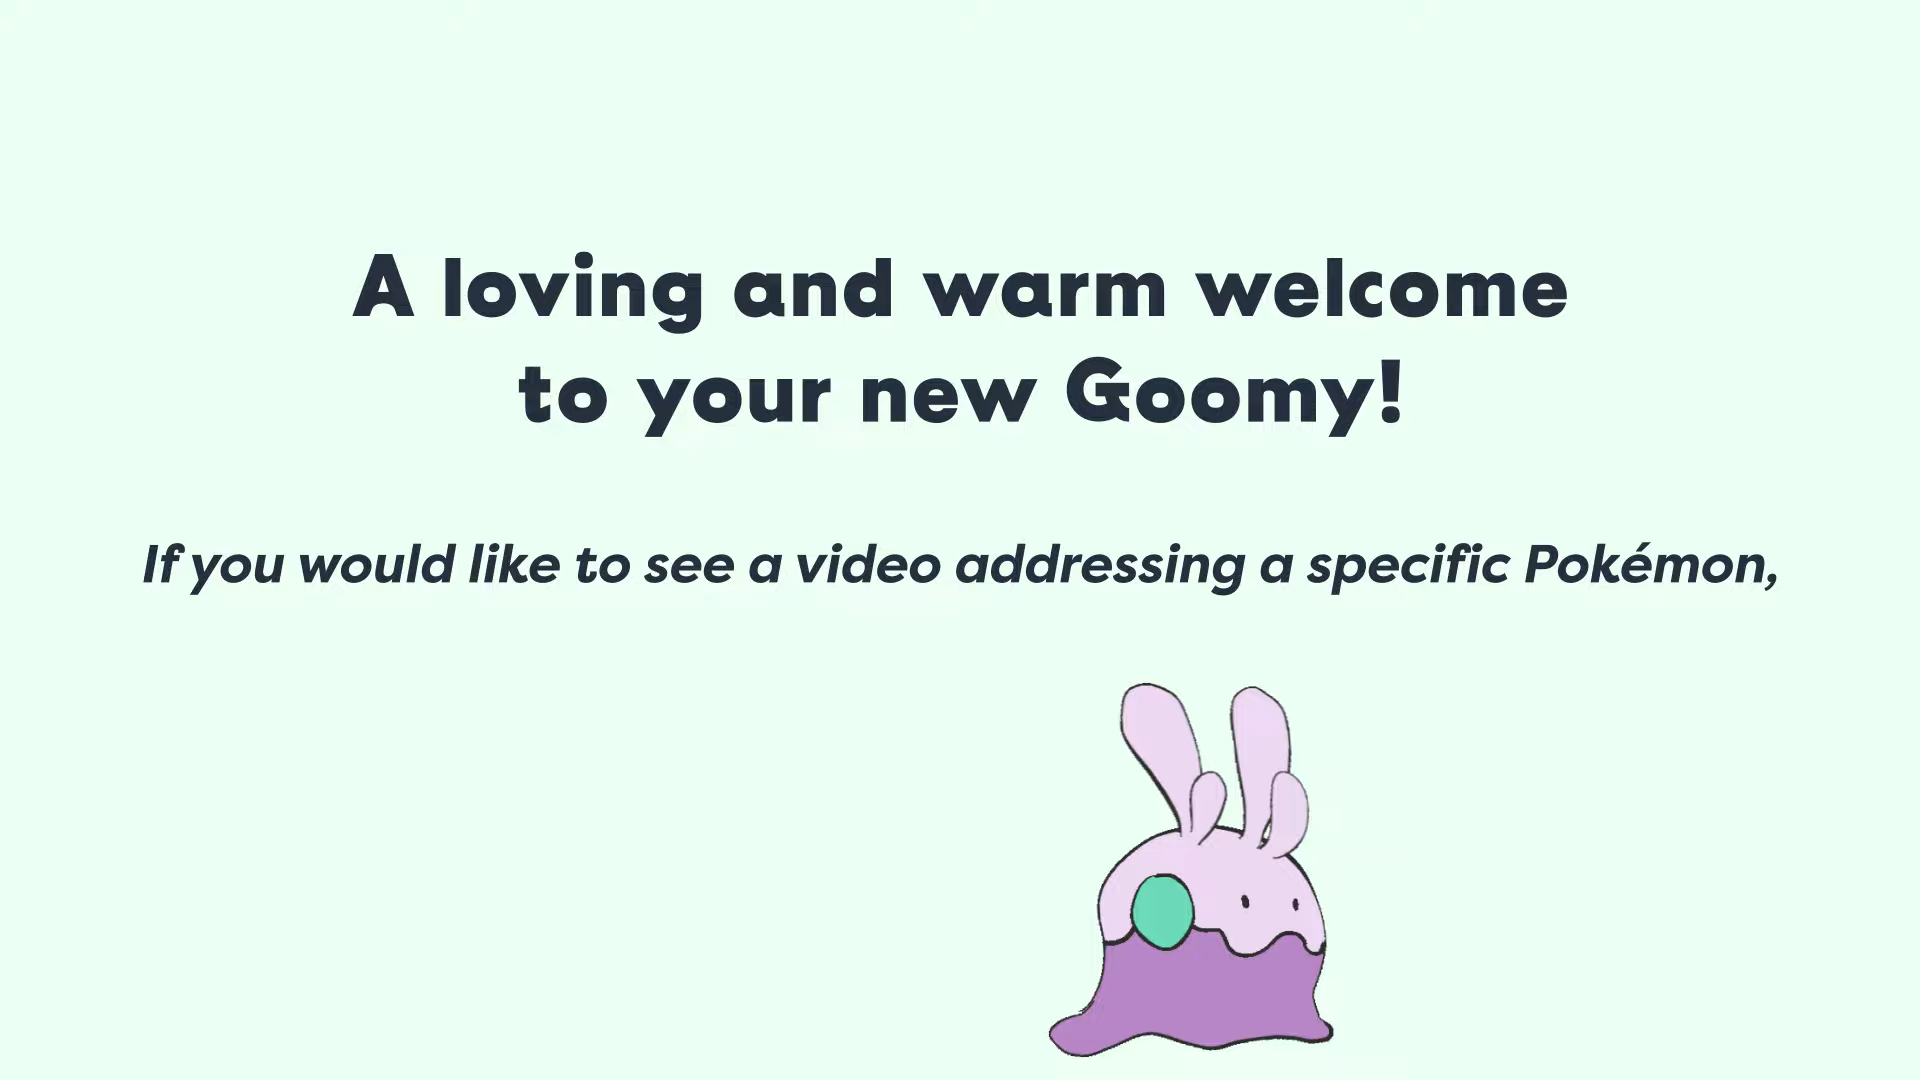 A loving and warm welcome
to your new Goomy!
If you would like to see a video addressing a specific Pokémon,